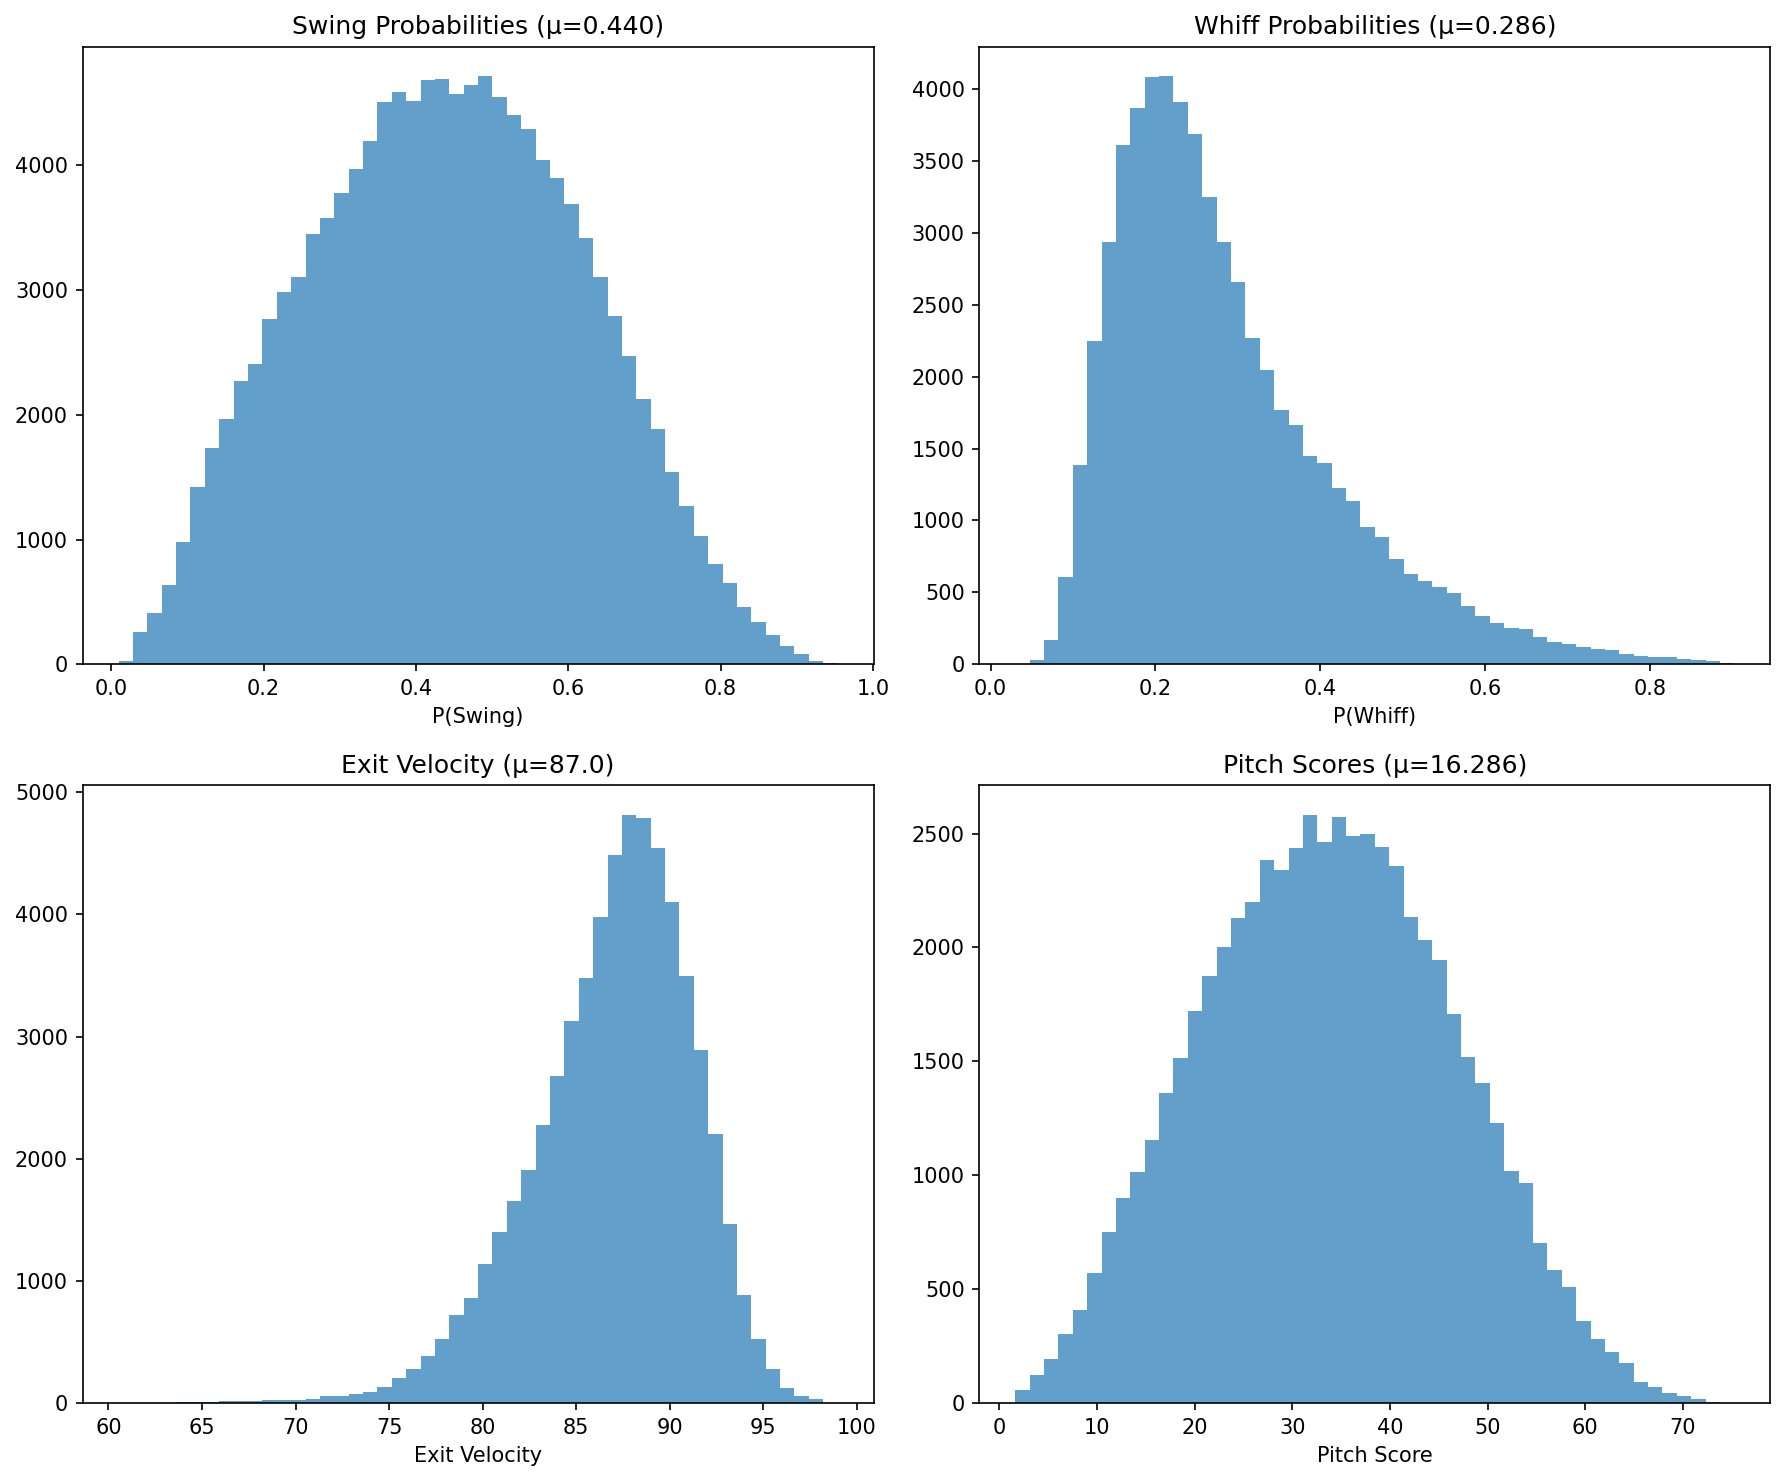 Swing Probabilities (μ=0.440)
4000
3000
2000
1000
0
0.0 0.2 0.4 0.6 0.8 1.0
P(Swing)
Whiff Probabilities (μ=0.286)
4000
3500
3000
2500
2000
1500
1000
500
0
0.0 0.2 0.4 0.6 0.8
P(Whiff)
Exit Velocity (μ=87.0)
5000
4000
3000
2000
1000
0
60 65 70 75 80 85 90 95 100
Exit Velocity
Pitch Scores (μ=16.286)
2500
2000
1500
1000
500
0
0 10 20 30 40 50 60 70
Pitch Score